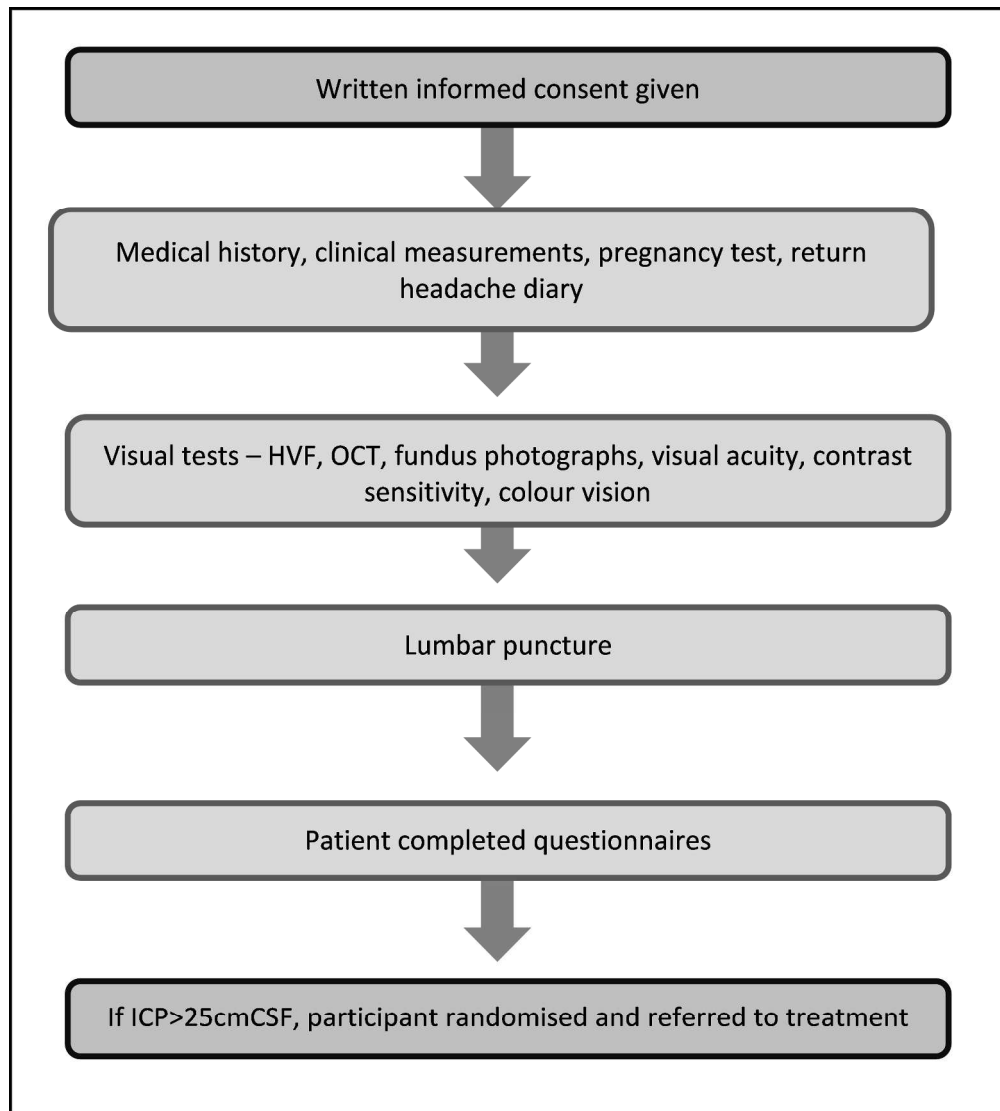 Written informed consent given
Medical history, clinical measurements, pregnancy test, return
headache diary
Visual tests – HVF, OCT, fundus photographs, visual acuity, contrast
sensitivity, colour vision
Lumbar puncture
Patient completed questionnaires
If ICP>25cmCSF, participant randomised and referred to treatment